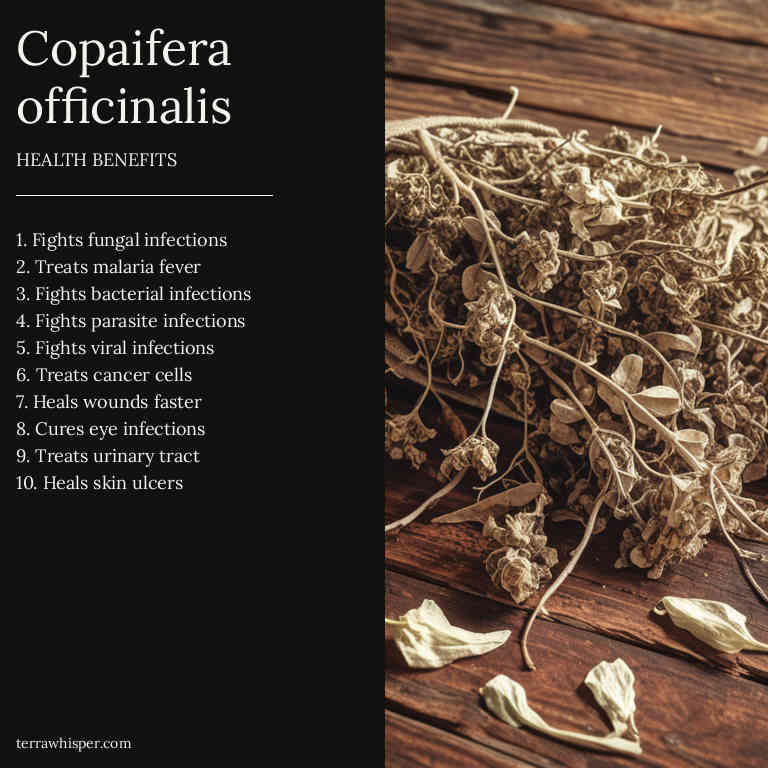 Copaifera
officinalis
HEALTH BENEFITS
1. Fights fungal infections
2. Treats malaria fever
3. Fights bacterial infections
4. Fights parasite infections
5. Fights viral infections
6. Treats cancer cells
7. Heals wounds faster
8. Cures eye infections
9. Treats urinary tract
10. Heals skin ulcers
terrawhisper.com